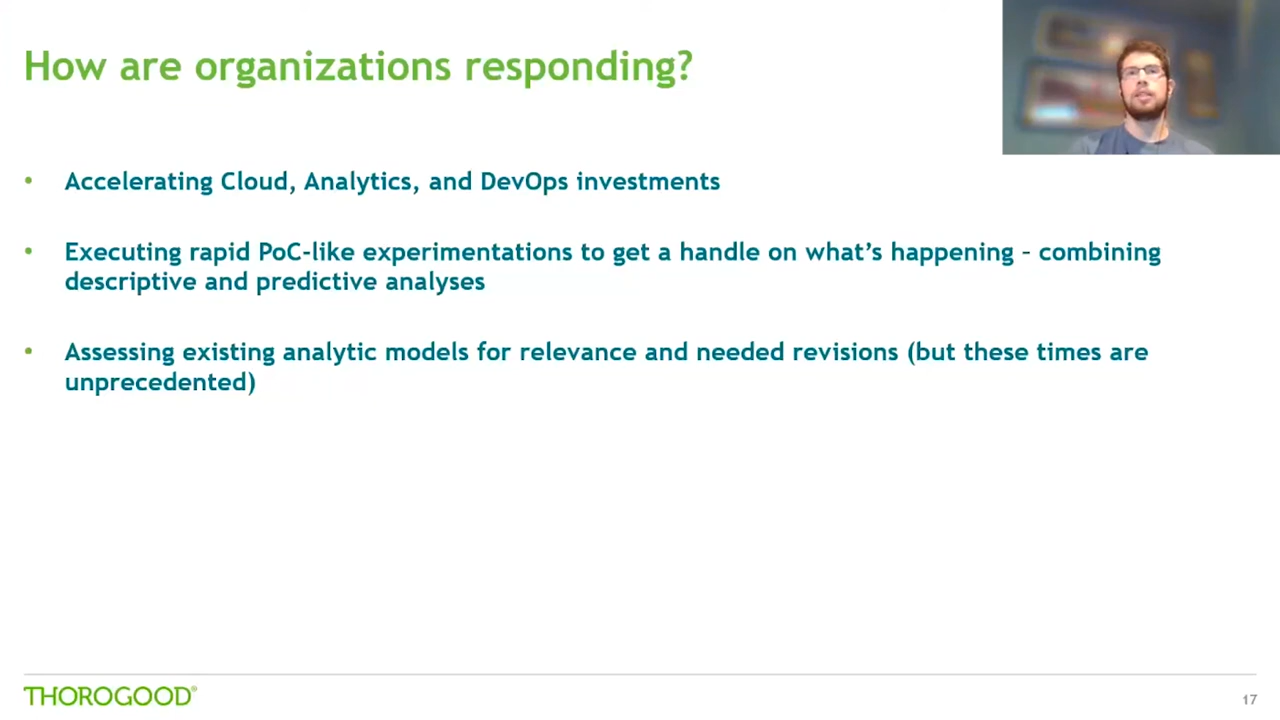 How are organizations responding?
• Accelerating Cloud, Analytics, and DevOps investments
• Executing rapid PoC-like experimentations to get a handle on what's happening – combining
descriptive and predictive analyses
• Assessing existing analytic models for relevance and needed revisions (but these times are
unprecedented)
THOROGOOD®
17